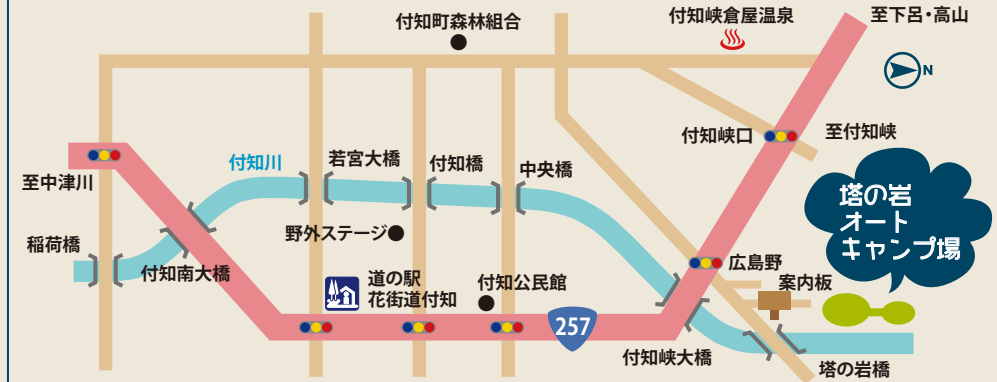 付知町森林組合
付知峡倉屋温泉
至下呂・高山
N
付知峡口
至付知峡
至中津川
付知川
若宮大橋
付知橋
中央橋
塔の岩
オート
キャンプ場
稲荷橋
付知南大橋
野外ステージ
広島野
案内板
道の駅
花街道付知
付知公民館
257
付知峡大橋
塔の岩橋